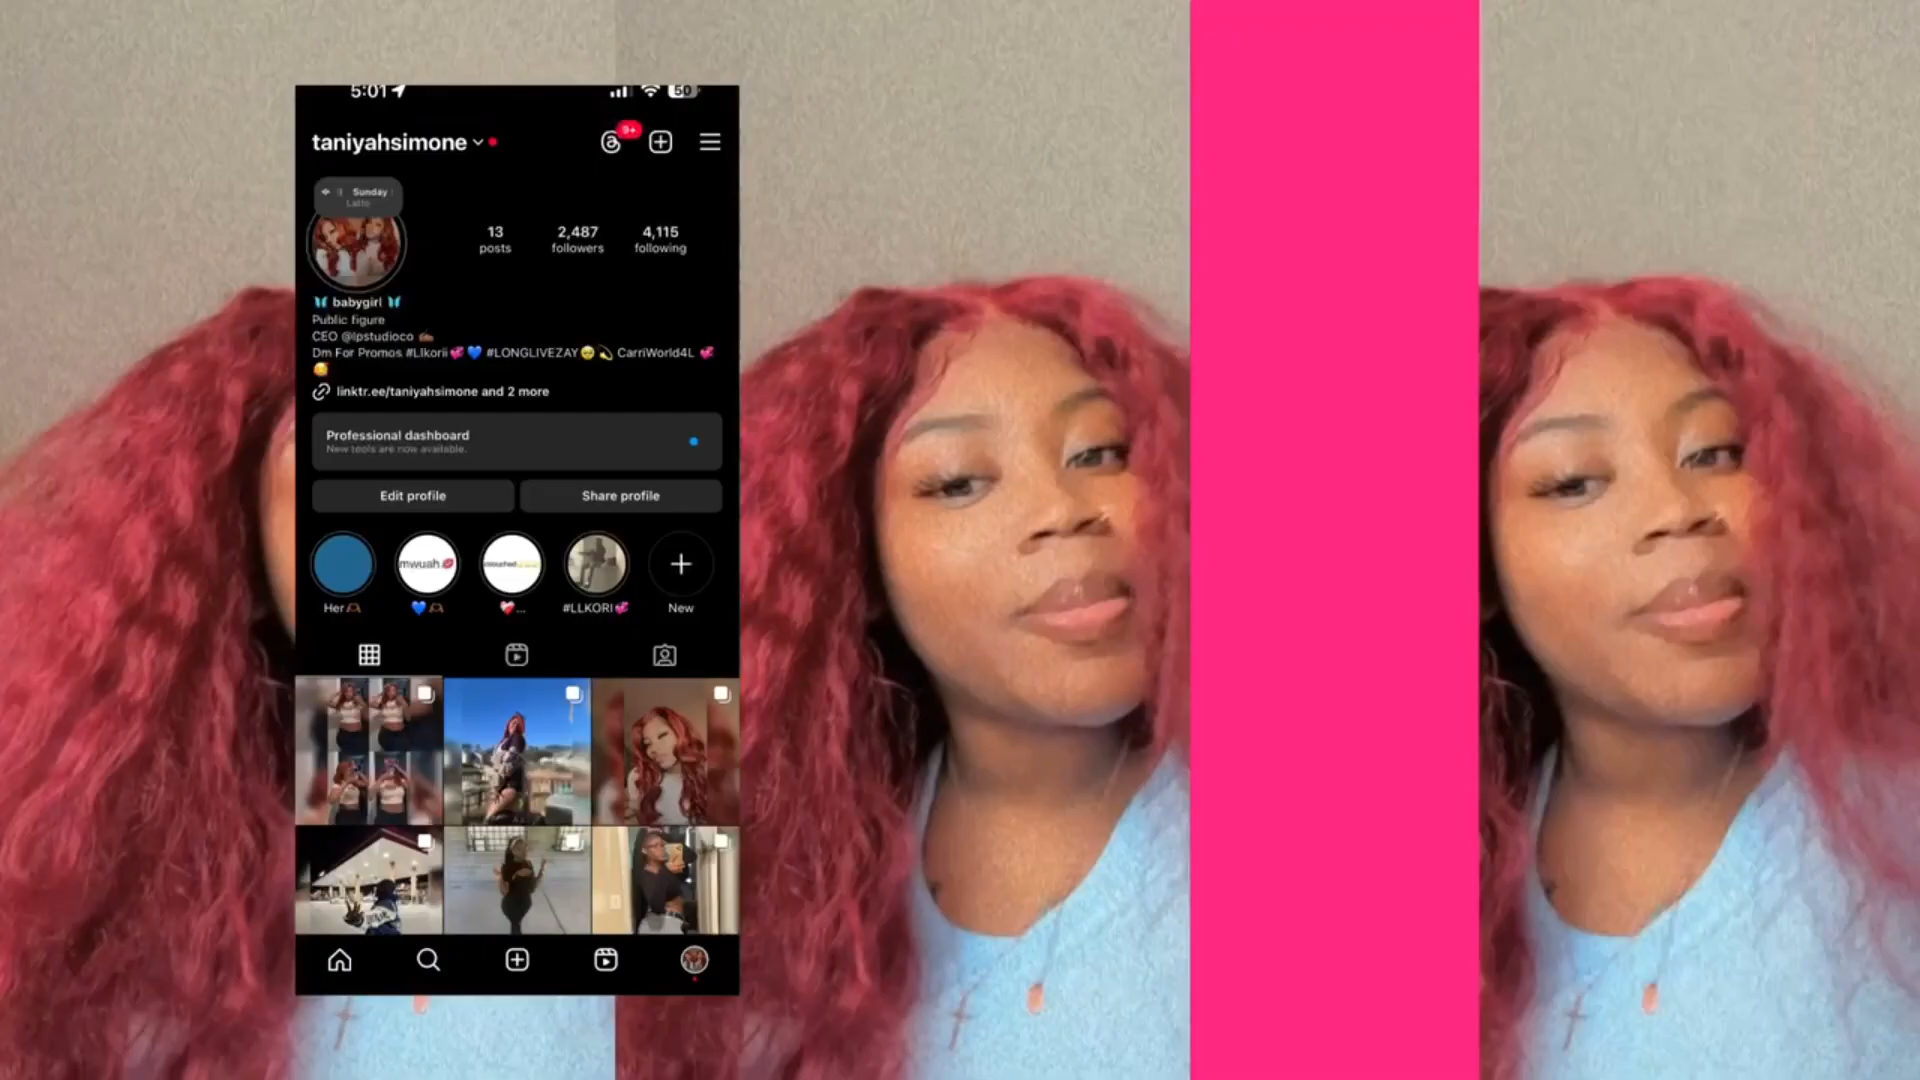 5:01
50
taniyahsimone
9+
Sunday
Latto
13
posts
2,487
followers
4,115
following
🦋 babygirl 🦋
Public figure
CEO @lpstudioco ✍🏾
Dm For Promos #Llkorii💞💙 #LONGLIVEZAY🥺💫 CarriWorld4L 💞
🥰
linktr.ee/taniyahsimone and 2 more
Professional dashboard
New tools are now available.
Edit profile
Share profile
mwuah💋
Her🫶🏾
💙🫶🏾
❤️‍🩹...
#LLKORI💞
New